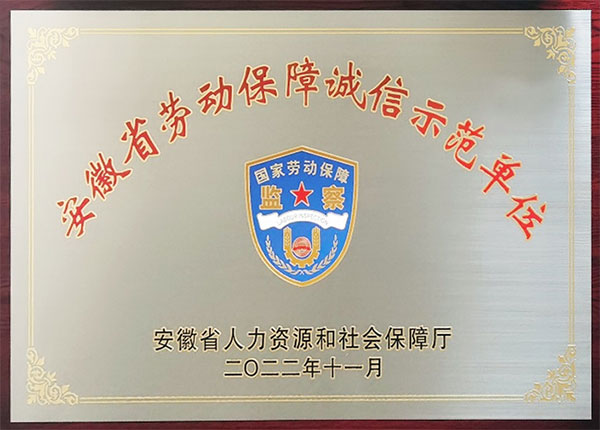 安徽省劳动保障诚信示范单位
国家劳动保障
监察
安徽省人力资源和社会保障厅
二〇二二年十一月